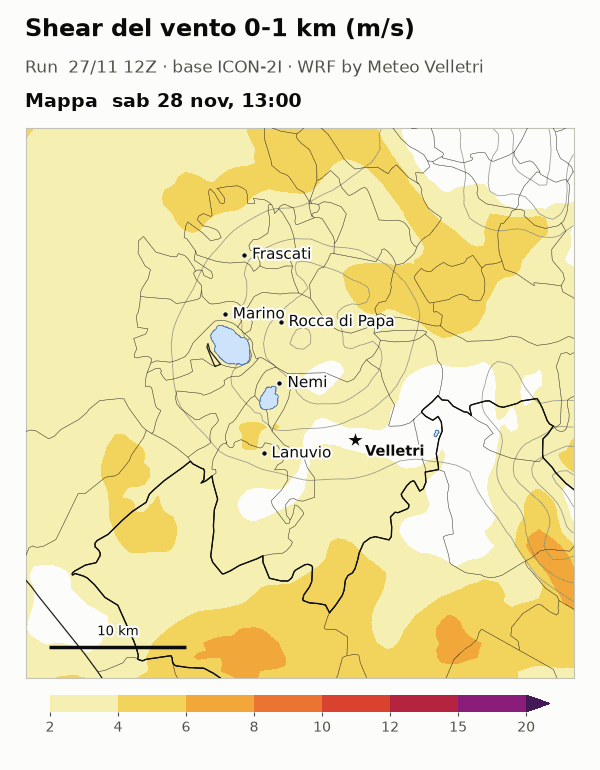 Shear del vento 0-1 km (m/s)
Run  27/11 12Z · base ICON-2I · WRF by Meteo Velletri
Mappa  sab 28 nov, 13:00
Frascati
Marino
Rocca di Papa
Nemi
Velletri
Lanuvio
10 km
2 4 6 8 10 12 15 20